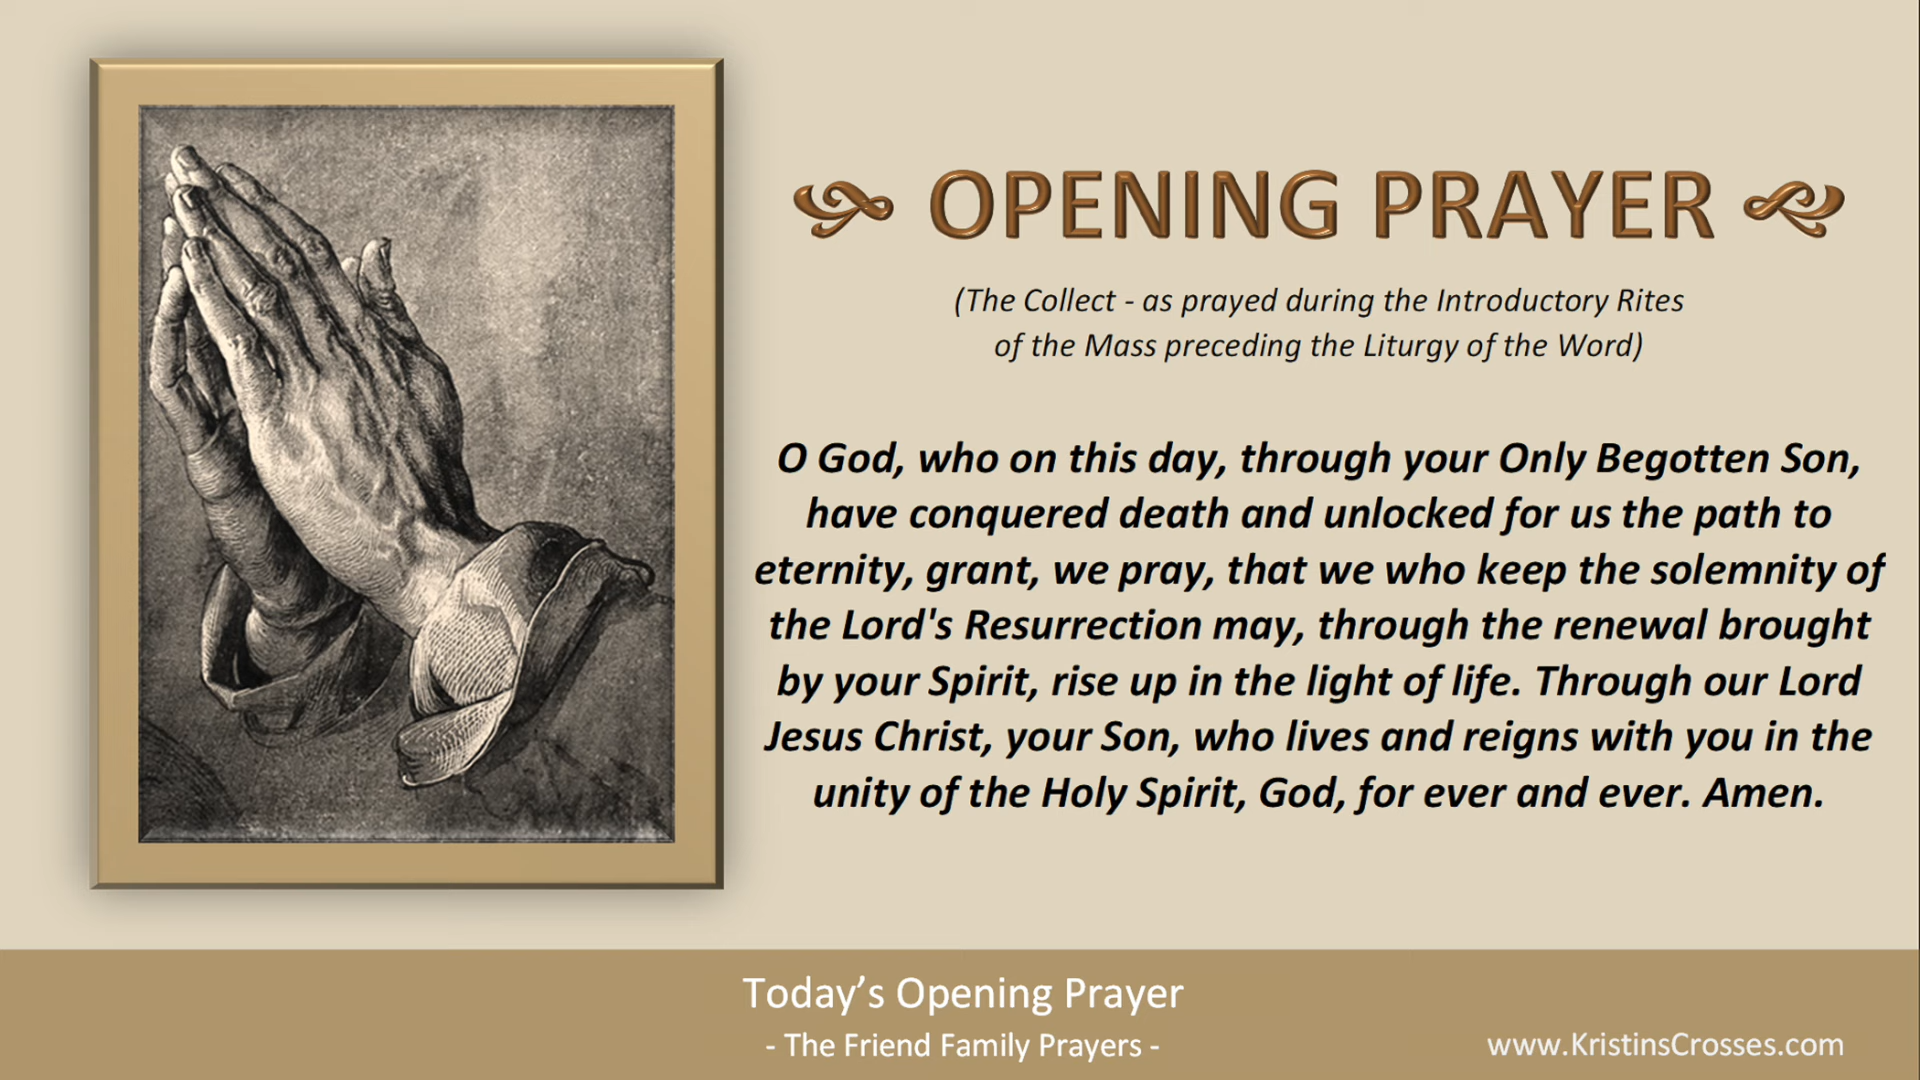 OPENING PRAYER
(The Collect - as prayed during the Introductory Rites
of the Mass preceding the Liturgy of the Word)
O God, who on this day, through your Only Begotten Son,
have conquered death and unlocked for us the path to
eternity, grant, we pray, that we who keep the solemnity of
the Lord's Resurrection may, through the renewal brought
by your Spirit, rise up in the light of life. Through our Lord
Jesus Christ, your Son, who lives and reigns with you in the
unity of the Holy Spirit, God, for ever and ever. Amen.
Today’s Opening Prayer
- The Friend Family Prayers -
www.KristinsCrosses.com